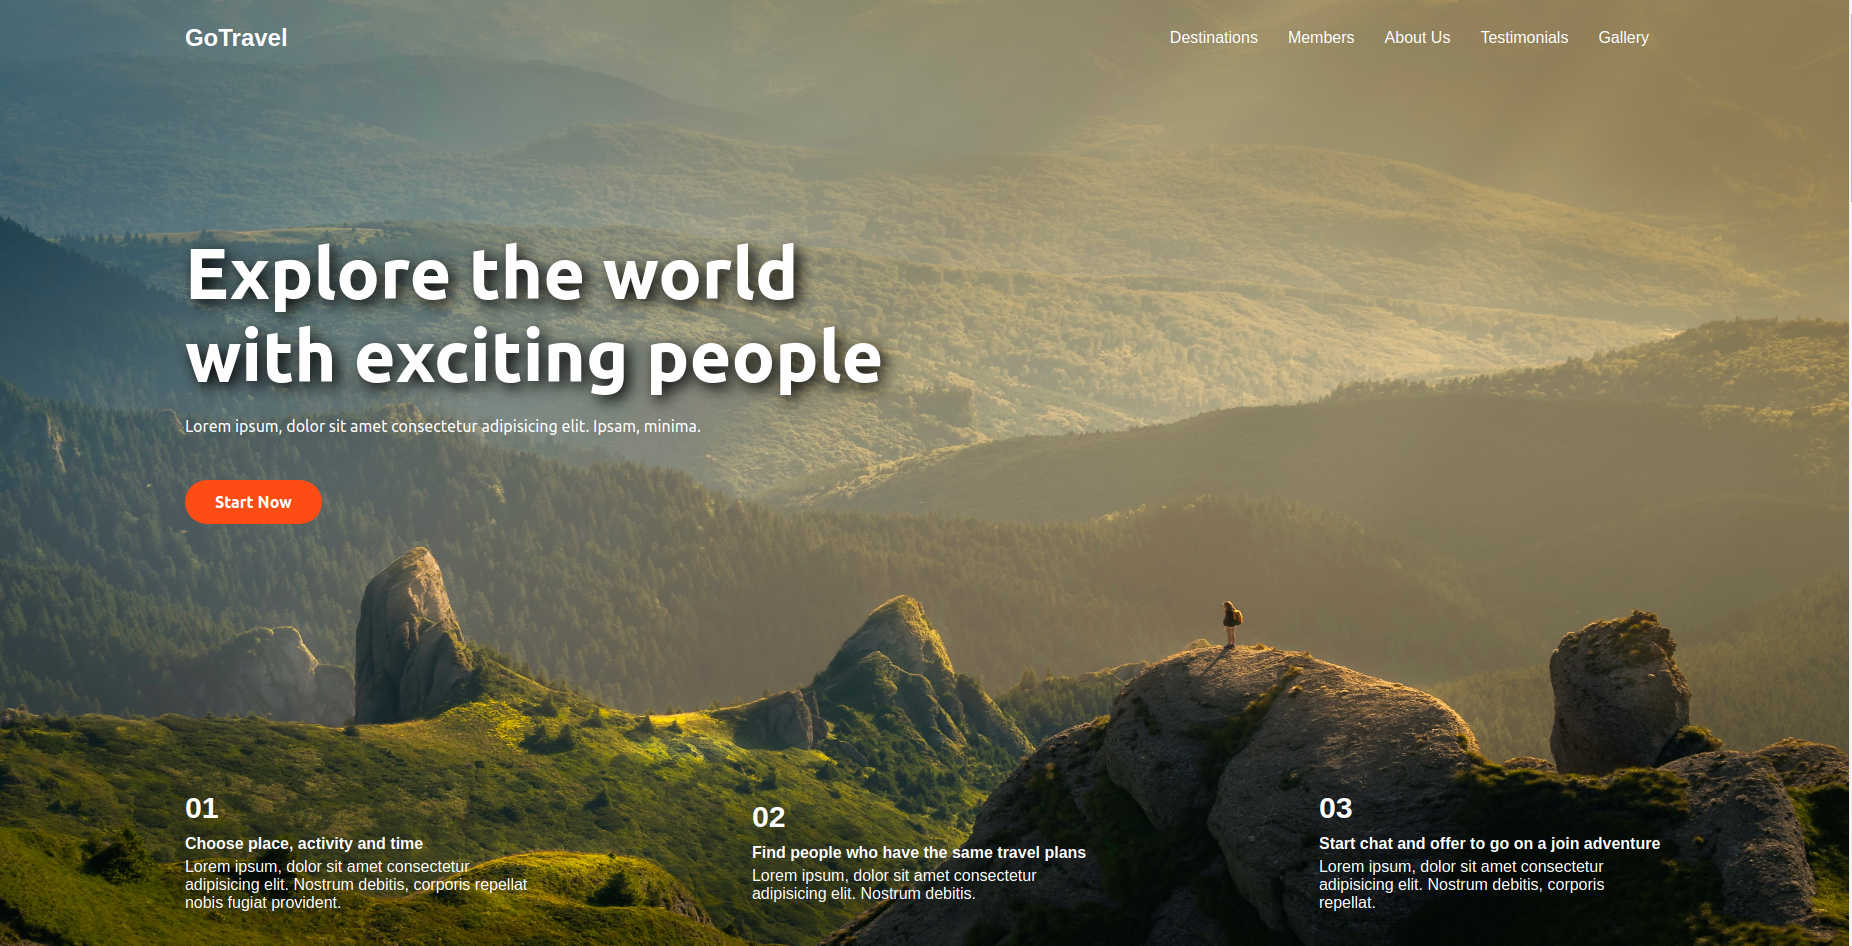 GoTravel
Destinations Members About Us Testimonials Gallery
Explore the world
with exciting people
Lorem ipsum, dolor sit amet consectetur adipisicing elit. Ipsam, minima.
Start Now
01
Choose place, activity and time
Lorem ipsum, dolor sit amet consectetur
adipisicing elit. Nostrum debitis, corporis repellat
nobis fugiat provident.
02
Find people who have the same travel plans
Lorem ipsum, dolor sit amet consectetur
adipisicing elit. Nostrum debitis.
03
Start chat and offer to go on a join adventure
Lorem ipsum, dolor sit amet consectetur
adipisicing elit. Nostrum debitis, corporis
repellat.